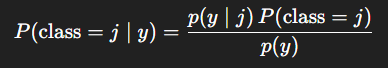 P(class = j | y) = p(y | j) P(class = j) / p(y)